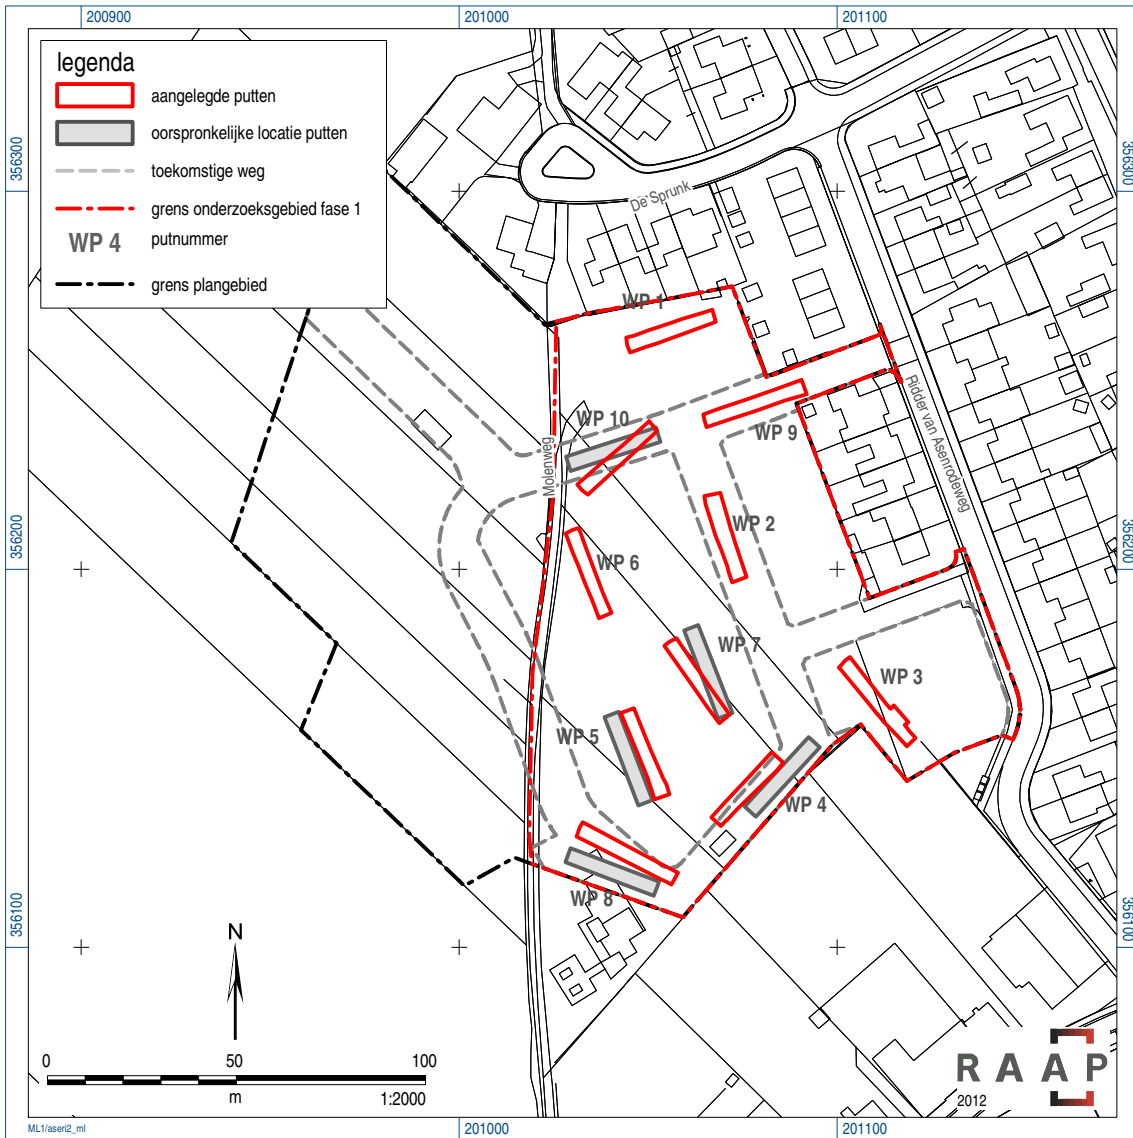 200900
201000
201100
legenda
aangelegde putten
oorspronkelijke locatie putten
toekomstige weg
grens onderzoeksgebied fase 1
WP 4
putnummer
grens plangebied
356300
356300
De Sprunk
WP 1
Ridder van Asenrodeweg
WP 10
WP 9
Molenweg
WP 2
356200
356200
WP 6
WP 7
WP 3
WP 5
WP 4
WP 8
356100
356100
N
0
50
100
m
1:2000
RAAP
2012
ML1/aseri2_ml
201000
201100